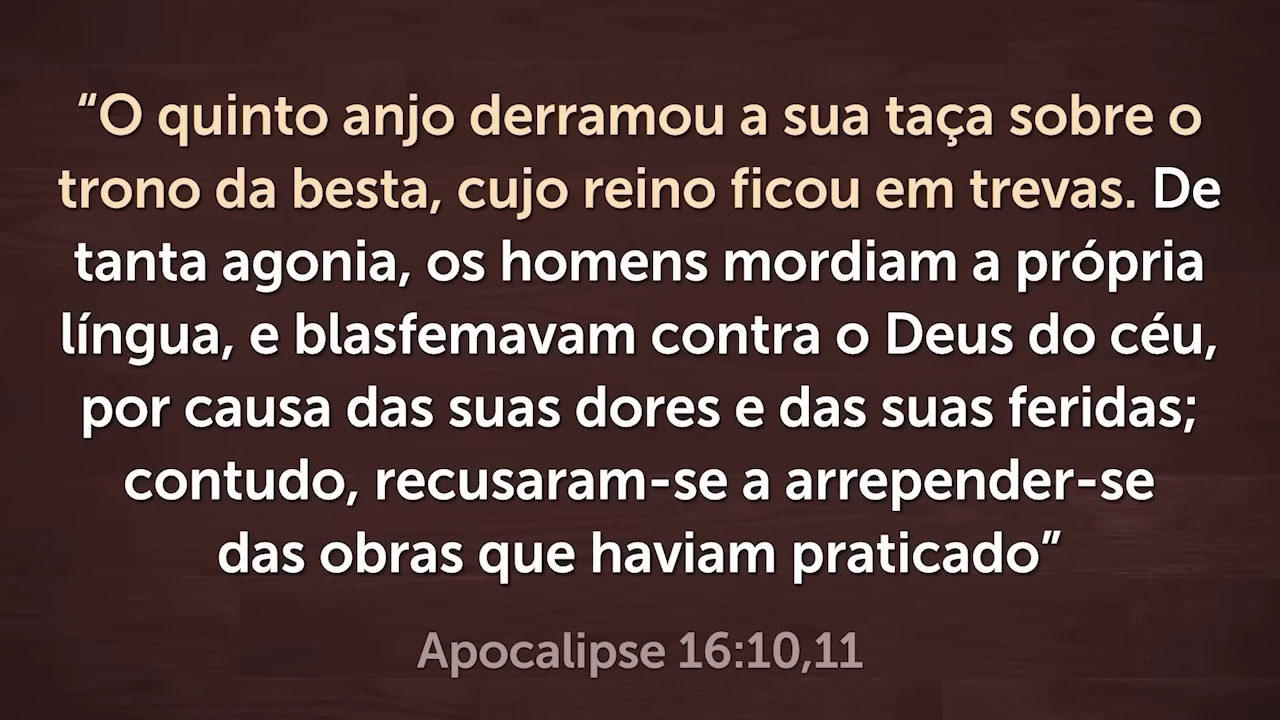 “O quinto anjo derramou a sua taça sobre o
trono da besta, cujo reino ficou em trevas. De
tanta agonia, os homens mordiam a própria
língua, e blasfemavam contra o Deus do céu,
por causa das suas dores e das suas feridas;
contudo, recusaram-se a arrepender-se
das obras que haviam praticado”
Apocalipse 16:10,11